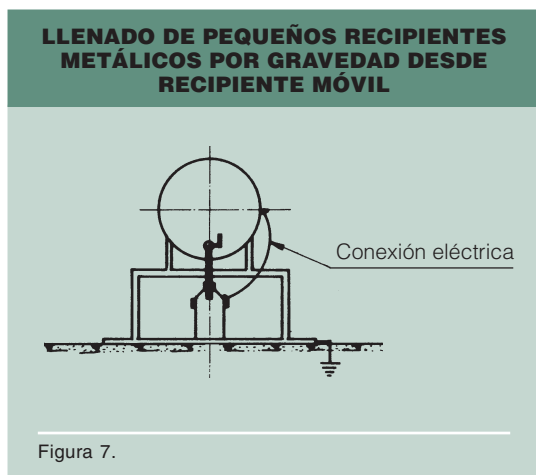 LLENADO DE PEQUEÑOS RECIPIENTES
METÁLICOS POR GRAVEDAD DESDE
RECIPIENTE MÓVIL
Conexión eléctrica
Figura 7.